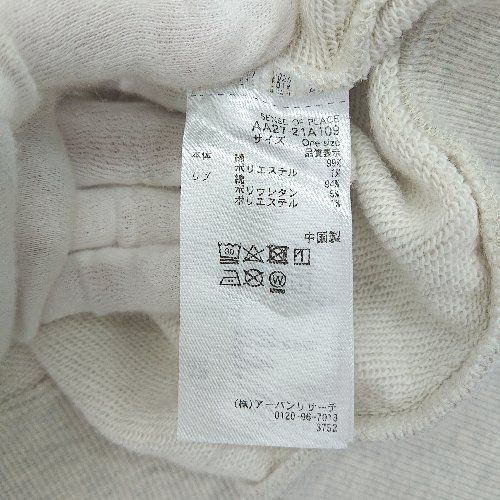 SENSE OF PLACE
AA27-21A109
サイズ One size
品質表示
本体 綿 99%
ポリエステル 1%
リブ 綿 94%
ポリウレタン 5%
ポリエステル 1%
中国製
(株)アーバンリサーチ
0120-96-7013
3752